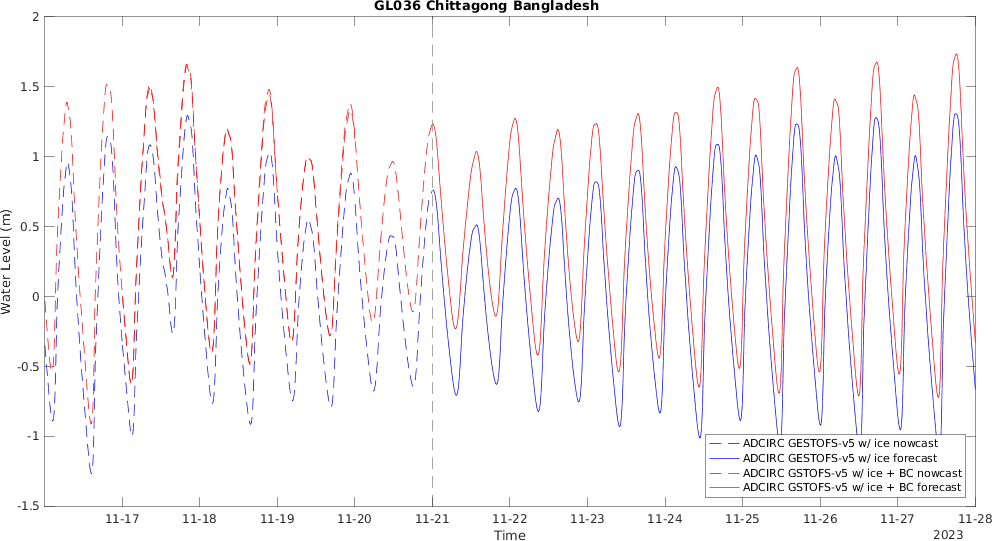 GL036 Chittagong Bangladesh
2
1.5
1
0.5
0
-0.5
-1
-1.5
Water Level (m)
ADCIRC GESTOFS-v5 w/ ice nowcast
ADCIRC GESTOFS-v5 w/ ice forecast
ADCIRC GSTOFS-v5 w/ ice + BC nowcast
ADCIRC GSTOFS-v5 w/ ice + BC forecast
11-17 11-18 11-19 11-20 11-21 11-22 11-23 11-24 11-25 11-26 11-27 11-28
Time
2023